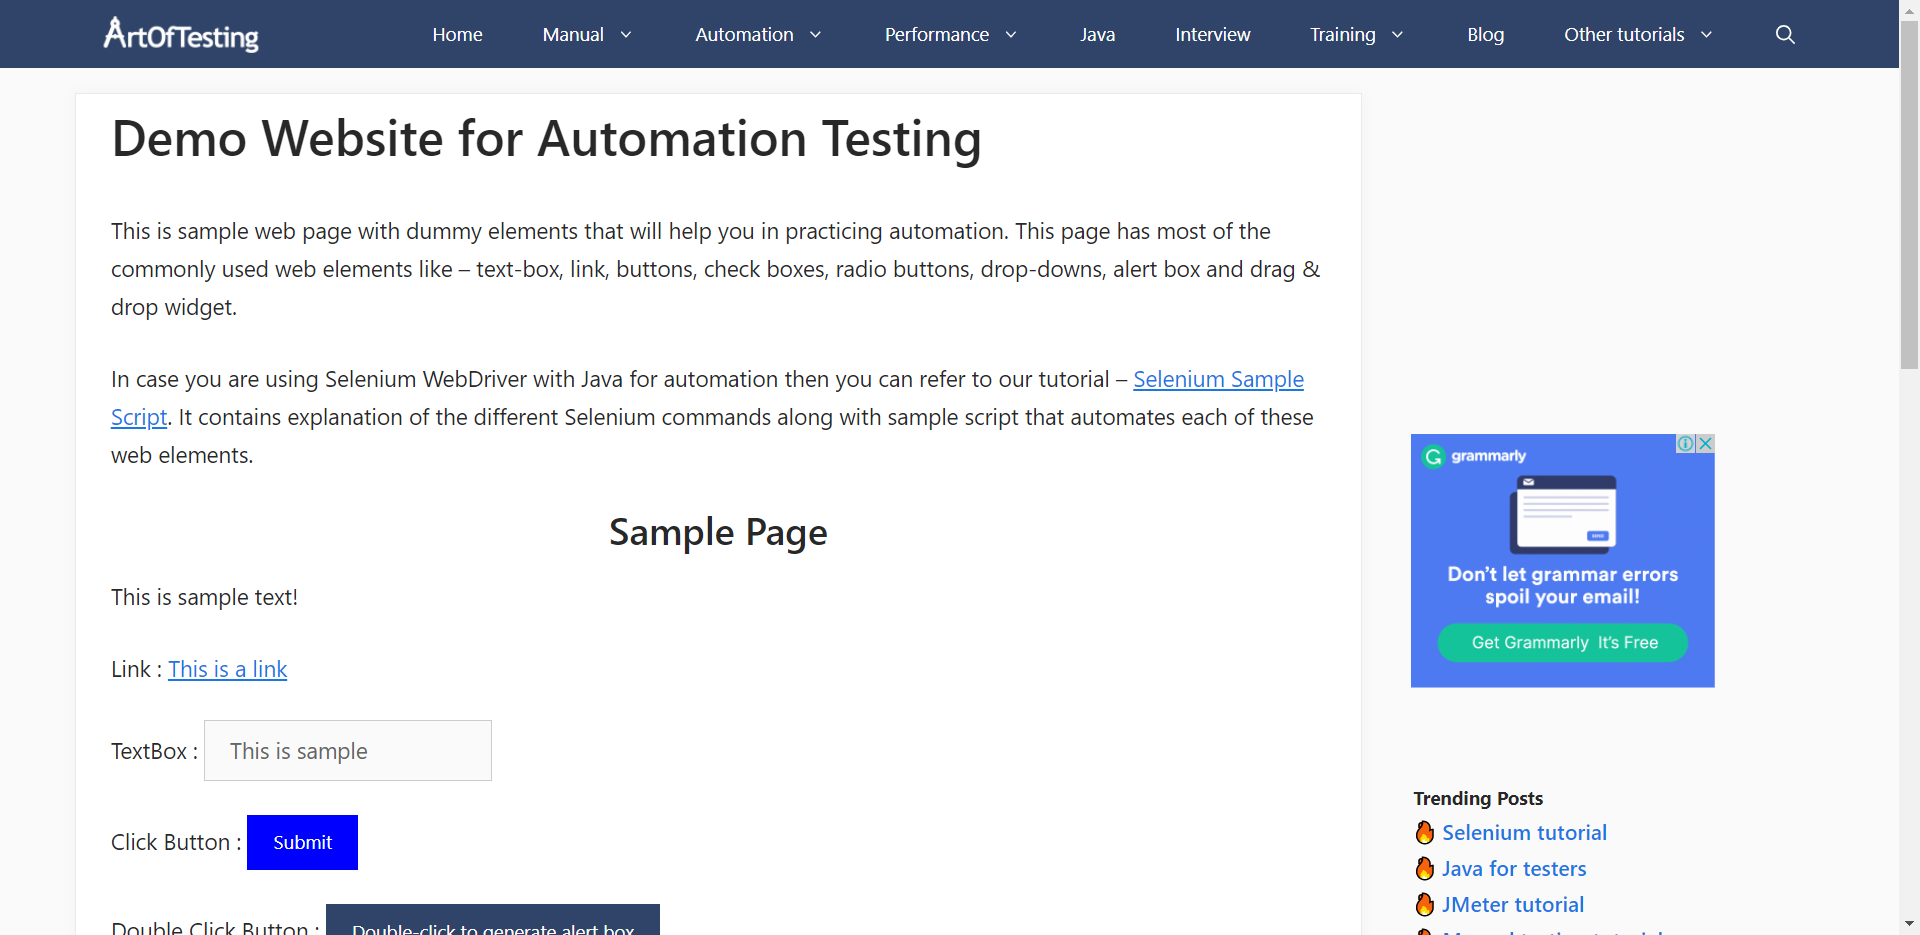 ArtOfTesting
Home Manual Automation Performance Java Interview Training Blog Other tutorials
Demo Website for Automation Testing
This is sample web page with dummy elements that will help you in practicing automation. This page has most of the
commonly used web elements like – text-box, link, buttons, check boxes, radio buttons, drop-downs, alert box and drag &
drop widget.
In case you are using Selenium WebDriver with Java for automation then you can refer to our tutorial – Selenium Sample
Script. It contains explanation of the different Selenium commands along with sample script that automates each of these
web elements.
Sample Page
This is sample text!
Link : This is a link
TextBox : This is sample
Click Button : Submit
Double Click Button : Double-click to generate alert box
grammarly
Don't let grammar errors
spoil your email!
Get Grammarly It's Free
Trending Posts
Selenium tutorial
Java for testers
JMeter tutorial